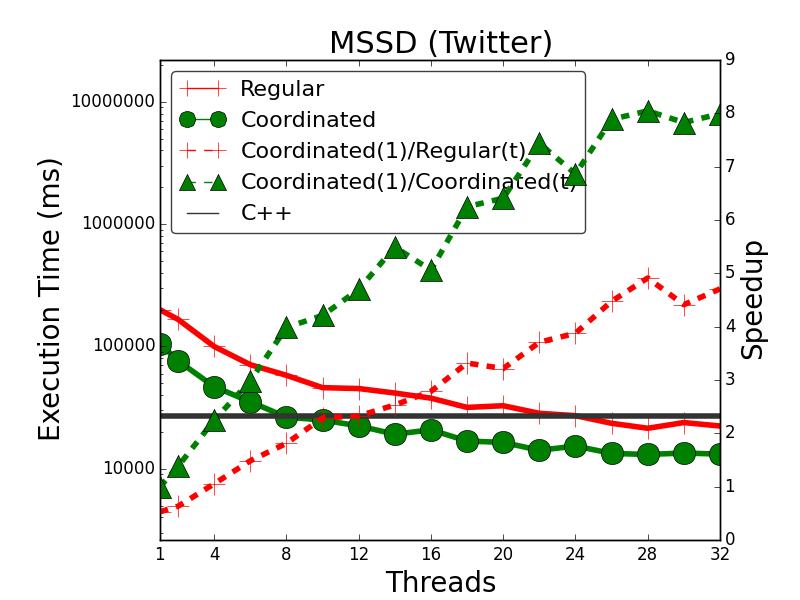 MSSD (Twitter)
Regular
Coordinated
Coordinated(1)/Regular(t)
Coordinated(1)/Coordinated(t)
C++
Execution Time (ms)
10000000
1000000
100000
10000
Speedup
9
8
7
6
5
4
3
2
1
0
1 4 8 12 16 20 24 28 32
Threads